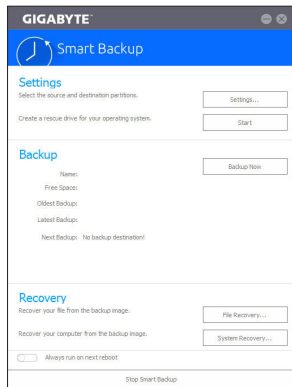 GIGABYTE™
Smart Backup
Settings
Select the source and destination partitions.
Settings...
Create a rescue drive for your operating system.
Start
Backup
Backup Now
Name:
Free Space:
Oldest Backup:
Latest Backup:
Next Backup: No backup destination!
Recovery
Recover your file from the backup image.
File Recovery...
Recover your computer from the backup image.
System Recovery...
Always run on next reboot
Stop Smart Backup